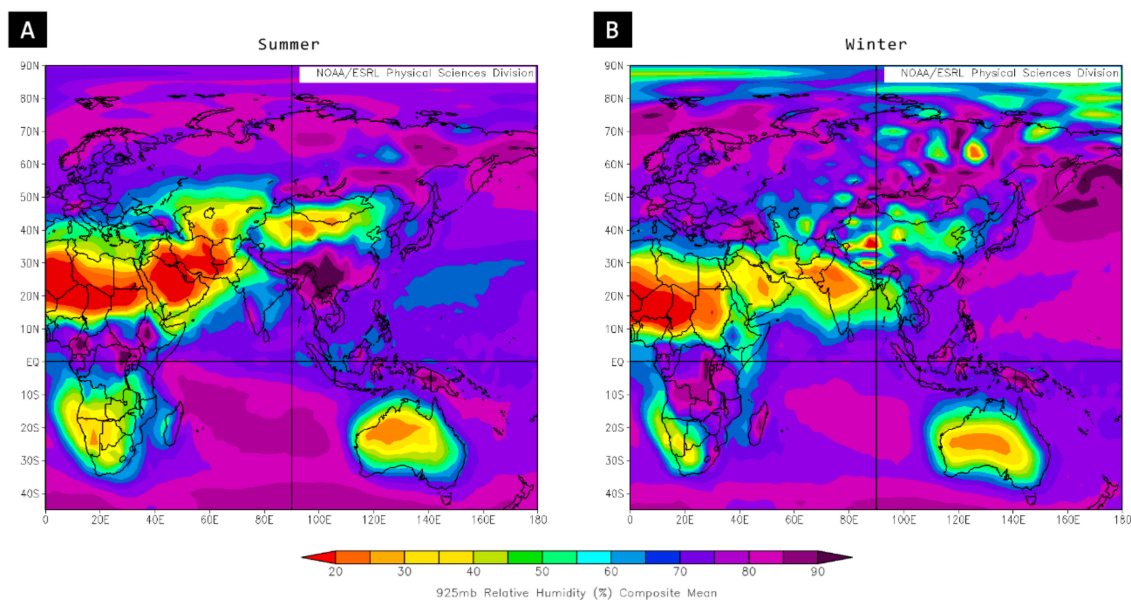 A
B
Summer
Winter
NOAA/ESRL Physical Sciences Division
NOAA/ESRL Physical Sciences Division
90N
80N
70N
60N
50N
40N
30N
20N
10N
EQ
10S
20S
30S
40S
0
20E
40E
60E
80E
100E
120E
140E
160E
180
90N
80N
70N
60N
50N
40N
30N
20N
10N
EQ
10S
20S
30S
40S
0
20E
40E
60E
80E
100E
120E
140E
160E
180
20
30
40
50
60
70
80
90
925mb Relative Humidity (%) Composite Mean